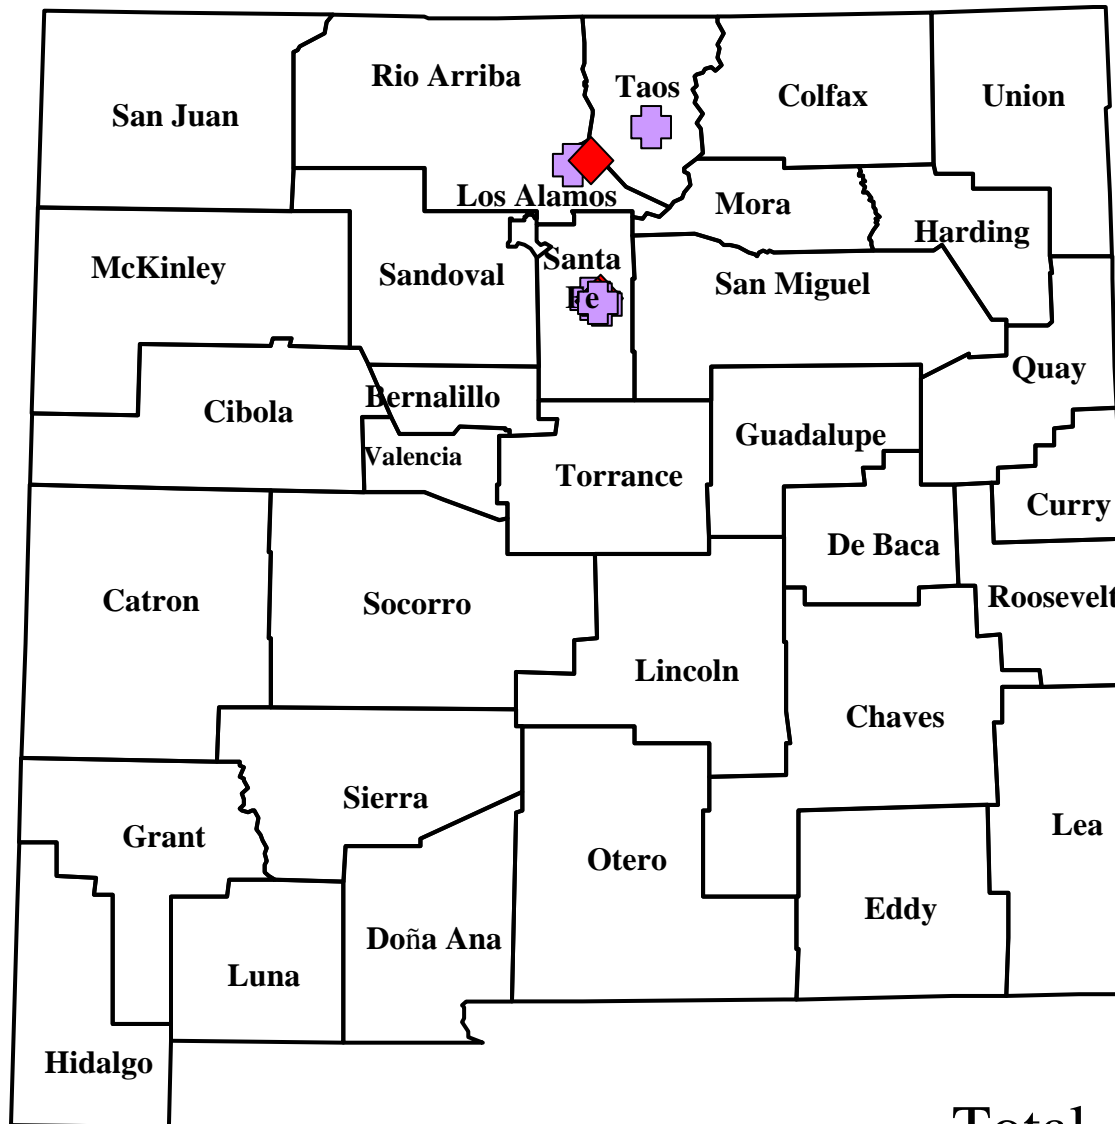 Rio Arriba
Taos
Colfax
Union
San Juan
Los Alamos
Mora
Harding
McKinley
Sandoval
Santa
Fe
San Miguel
Quay
Cibola
Bernalillo
Guadalupe
Valencia
Torrance
Curry
De Baca
Catron
Socorro
Roosevelt
Lincoln
Chaves
Sierra
Grant
Lea
Otero
Eddy
Doña Ana
Luna
Hidalgo
Total